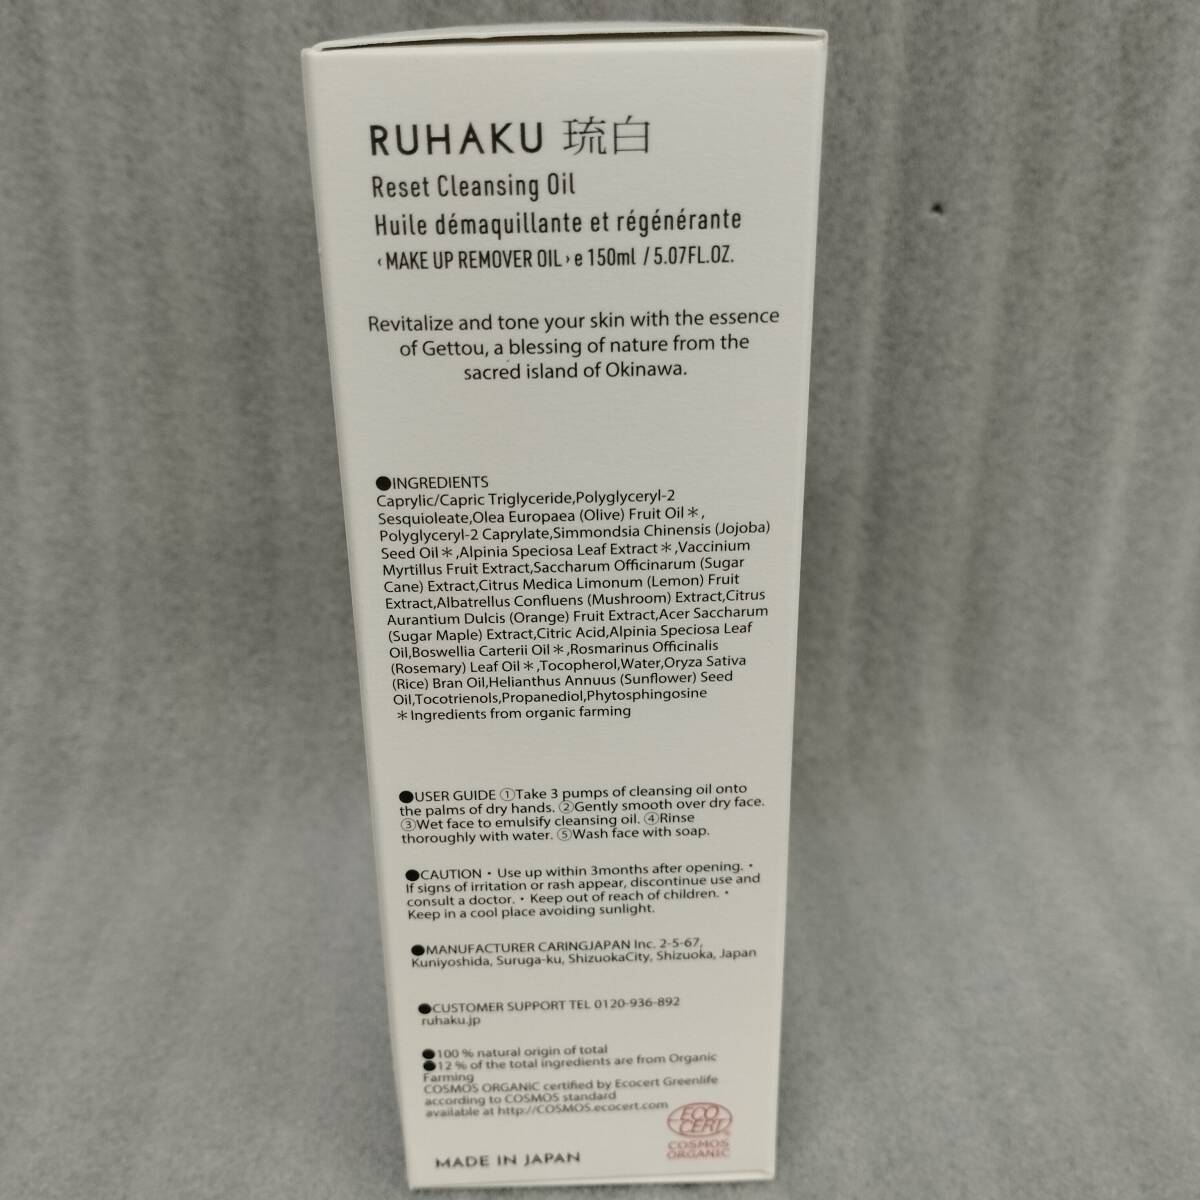 RUHAKU 琉白
Reset Cleansing Oil
Huile démaquillante et régénérante
‹MAKE UP REMOVER OIL› e 150ml / 5.07FL.OZ.
Revitalize and tone your skin with the essence
of Gettou, a blessing of nature from the
sacred island of Okinawa.
●INGREDIENTS
Caprylic/Capric Triglyceride,Polyglyceryl-2
Sesquioleate,Olea Europaea (Olive) Fruit Oil＊,
Polyglyceryl-2 Caprylate,Simmondsia Chinensis (Jojoba)
Seed Oil＊,Alpinia Speciosa Leaf Extract＊,Vaccinium
Myrtillus Fruit Extract,Saccharum Officinarum (Sugar
Cane) Extract,Citrus Medica Limonum (Lemon) Fruit
Extract,Albatrellus Confluens (Mushroom) Extract,Citrus
Aurantium Dulcis (Orange) Fruit Extract,Acer Saccharum
(Sugar Maple) Extract,Citric Acid,Alpinia Speciosa Leaf
Oil,Boswellia Carterii Oil＊,Rosmarinus Officinalis
(Rosemary) Leaf Oil＊,Tocopherol,Water,Oryza Sativa
(Rice) Bran Oil,Helianthus Annuus (Sunflower) Seed
Oil,Tocotrienols,Propanediol,Phytosphingosine
＊Ingredients from organic farming
●USER GUIDE ①Take 3 pumps of cleansing oil onto
the palms of dry hands. ②Gently smooth over dry face.
③Wet face to emulsify cleansing oil. ④Rinse
thoroughly with water. ⑤Wash face with soap.
●CAUTION・Use up within 3months after opening.・
If signs of irritation or rash appear, discontinue use and
consult a doctor.・Keep out of reach of children.・
Keep in a cool place avoiding sunlight.
●MANUFACTURER CARINGJAPAN Inc. 2-5-67,
Kuniyoshida, Suruga-ku, ShizuokaCity, Shizuoka, Japan
●CUSTOMER SUPPORT TEL 0120-936-892
ruhaku.jp
●100 % natural origin of total
●12 % of the total ingredients are from Organic
Farming
COSMOS ORGANIC certified by Ecocert Greenlife
according to COSMOS standard
available at http://COSMOS.ecocert.com
ECO
CERT
COSMOS
ORGANIC
MADE IN JAPAN